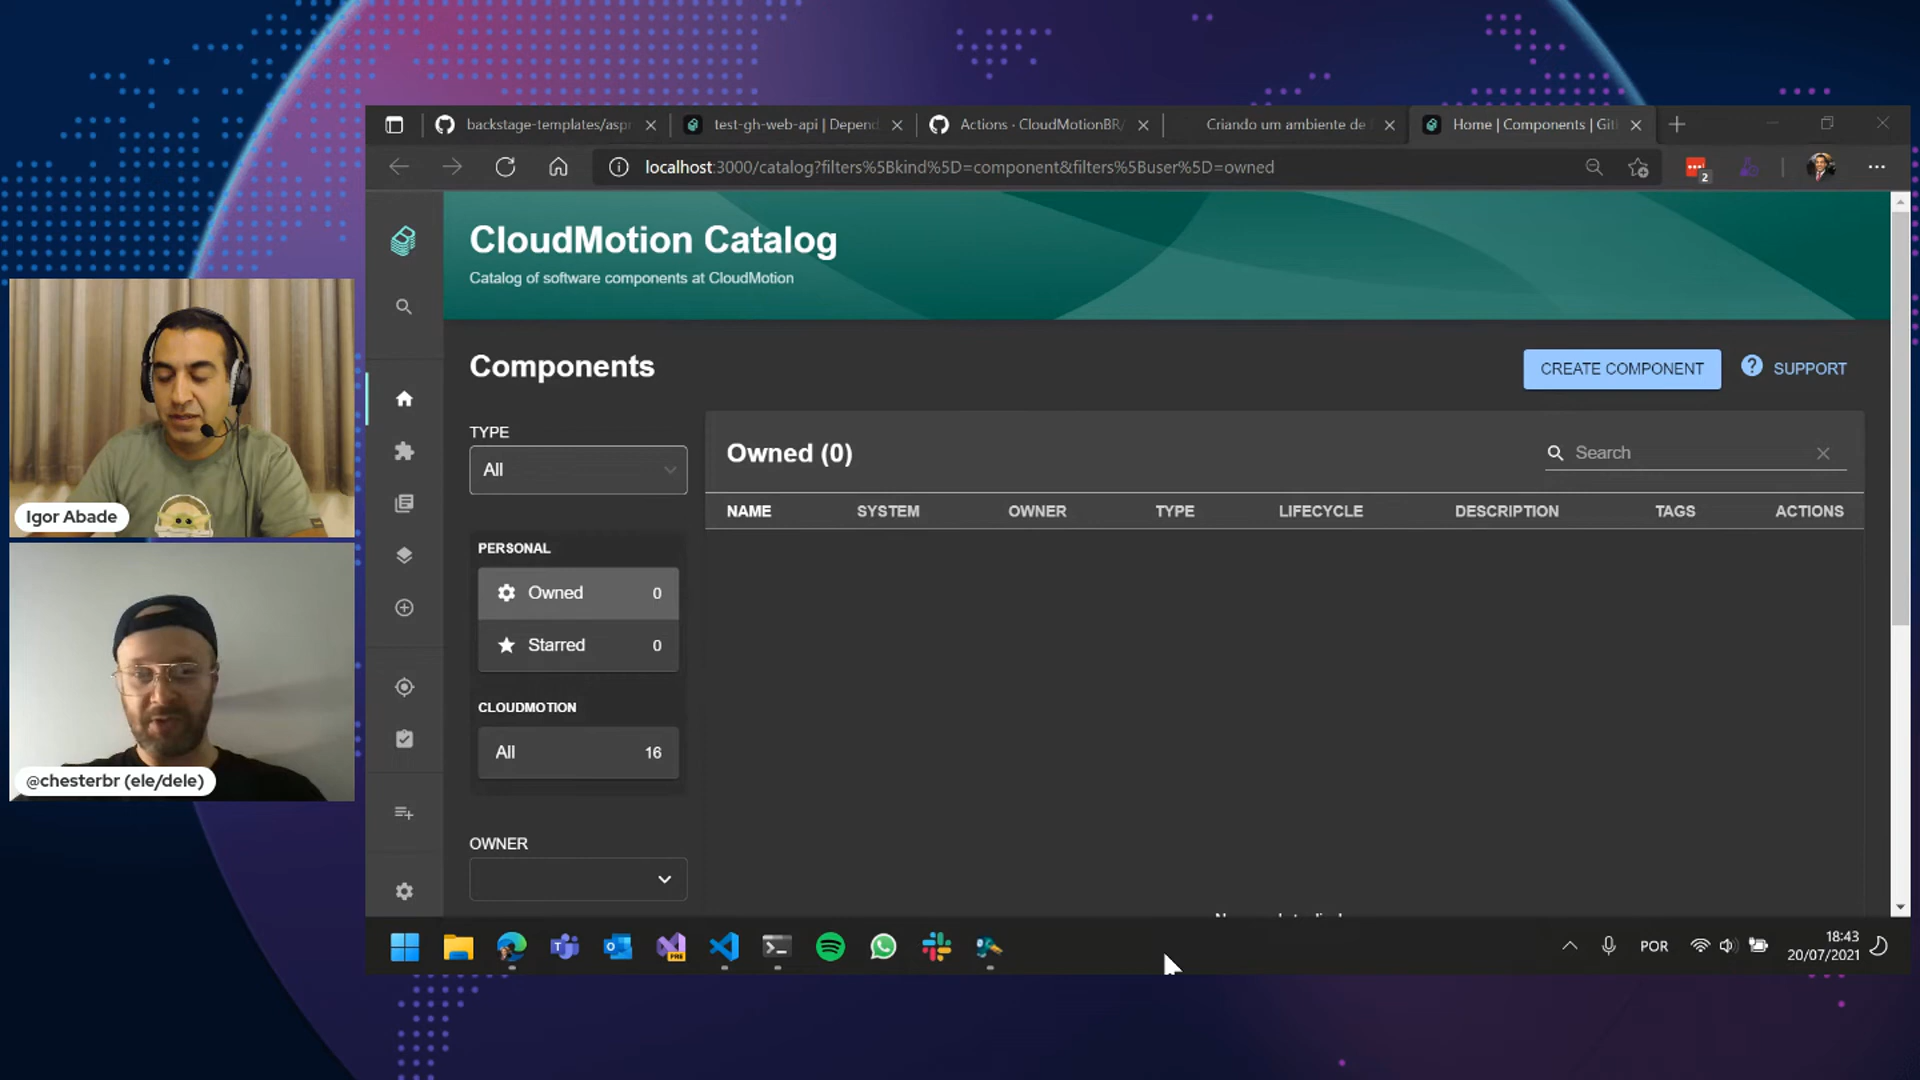 backstage-templates/asp
test-gh-web-api | Depend
Actions · CloudMotionBR/
Criando um ambiente de
Home | Components | Git
localhost:3000/catalog?filters%5Bkind%5D=component&filters%5Buser%5D=owned
2
CloudMotion Catalog
Catalog of software components at CloudMotion
Components
CREATE COMPONENT
SUPPORT
TYPE
All
Owned (0)
Search
NAME SYSTEM OWNER TYPE LIFECYCLE DESCRIPTION TAGS ACTIONS
PERSONAL
Owned 0
Starred 0
CLOUDMOTION
All 16
OWNER
Igor Abade
@chesterbr (ele/dele)
PRE
POR
18:43
20/07/2021